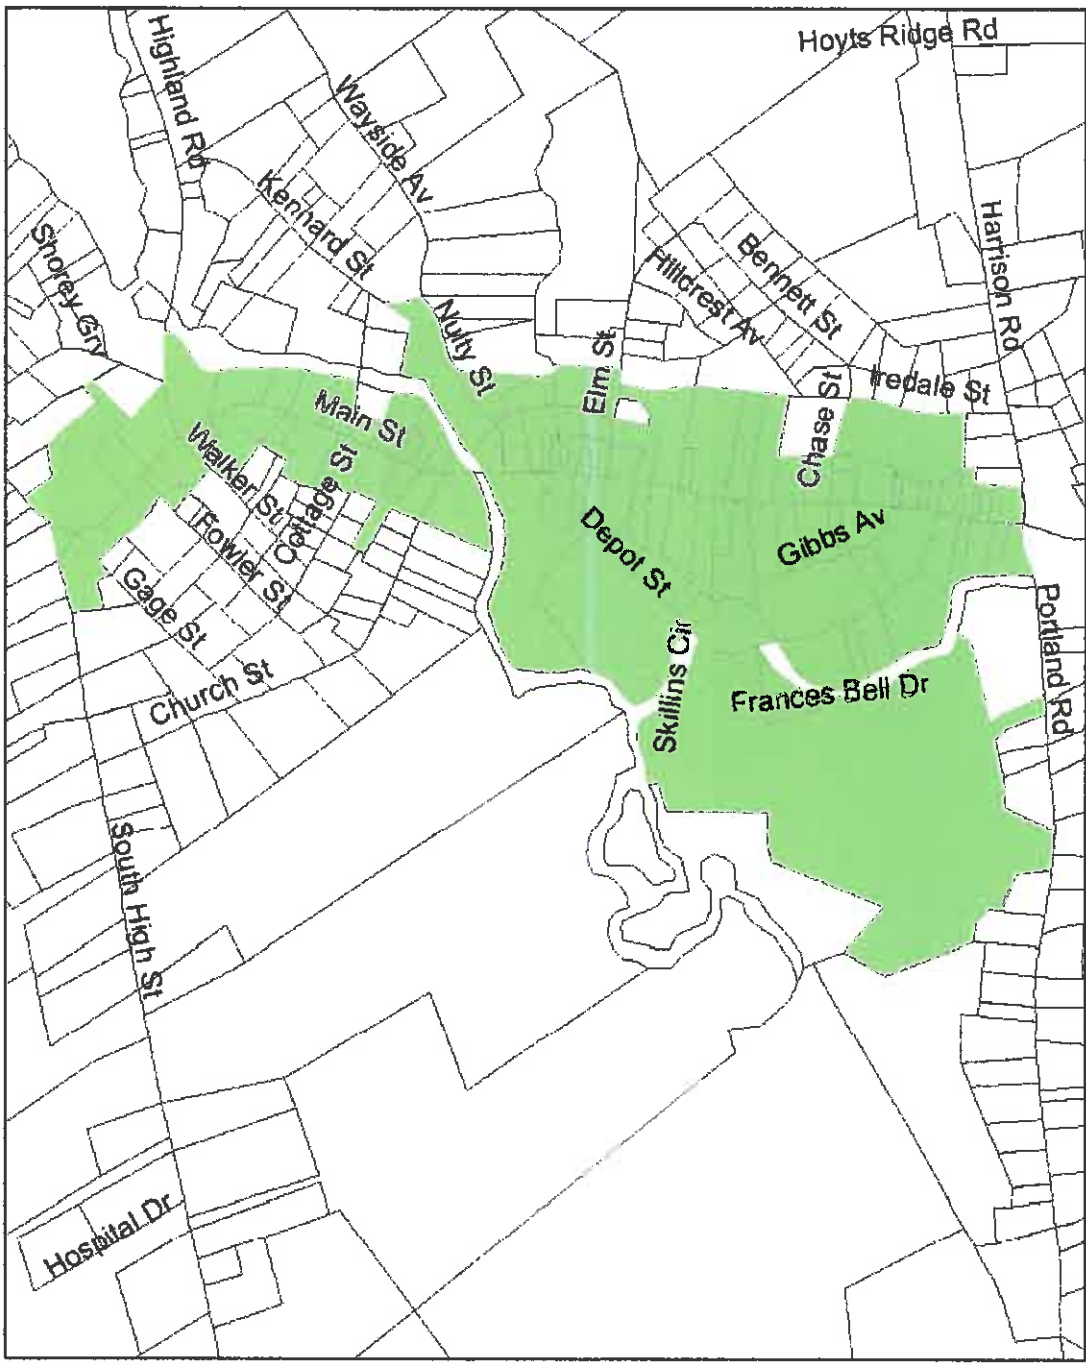 Hoyts Ridge Rd
Highland Rd
Wayside Av
Kennard St
Shorey Gry
Harrison Rd
Bennett St
Hillcrest Av
Nulty St
Elm St
Iredale St
Chase St
Main St
Walker St
Cottage St
Fowler St
Depot St
Gibbs Av
Gage St
Portland Rd
Church St
Skillins Cir
Frances Bell Dr
South High St
Hospital Dr